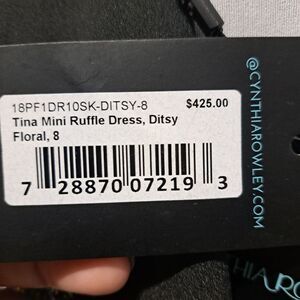 18PF1DR10SK-DITSY-8 $425.00
Tina Mini Ruffle Dress, Ditsy
Floral, 8
7 28870 07219 3
@CYNTHIAROWLEY.COM